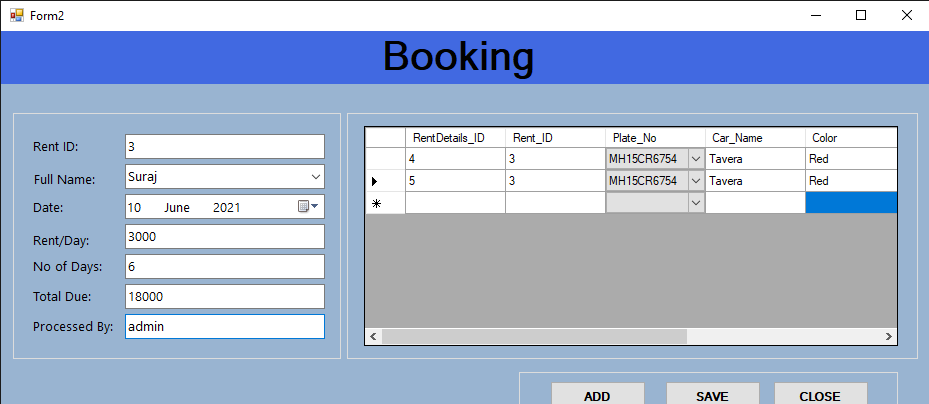 Form2
Booking
Rent ID: 3
Full Name: Suraj
Date: 10 June 2021
Rent/Day: 3000
No of Days: 6
Total Due: 18000
Processed By: admin
RentDetails_ID Rent_ID Plate_No Car_Name Color
4 3 MH15CR6754 Tavera Red
5 3 MH15CR6754 Tavera Red
ADD SAVE CLOSE